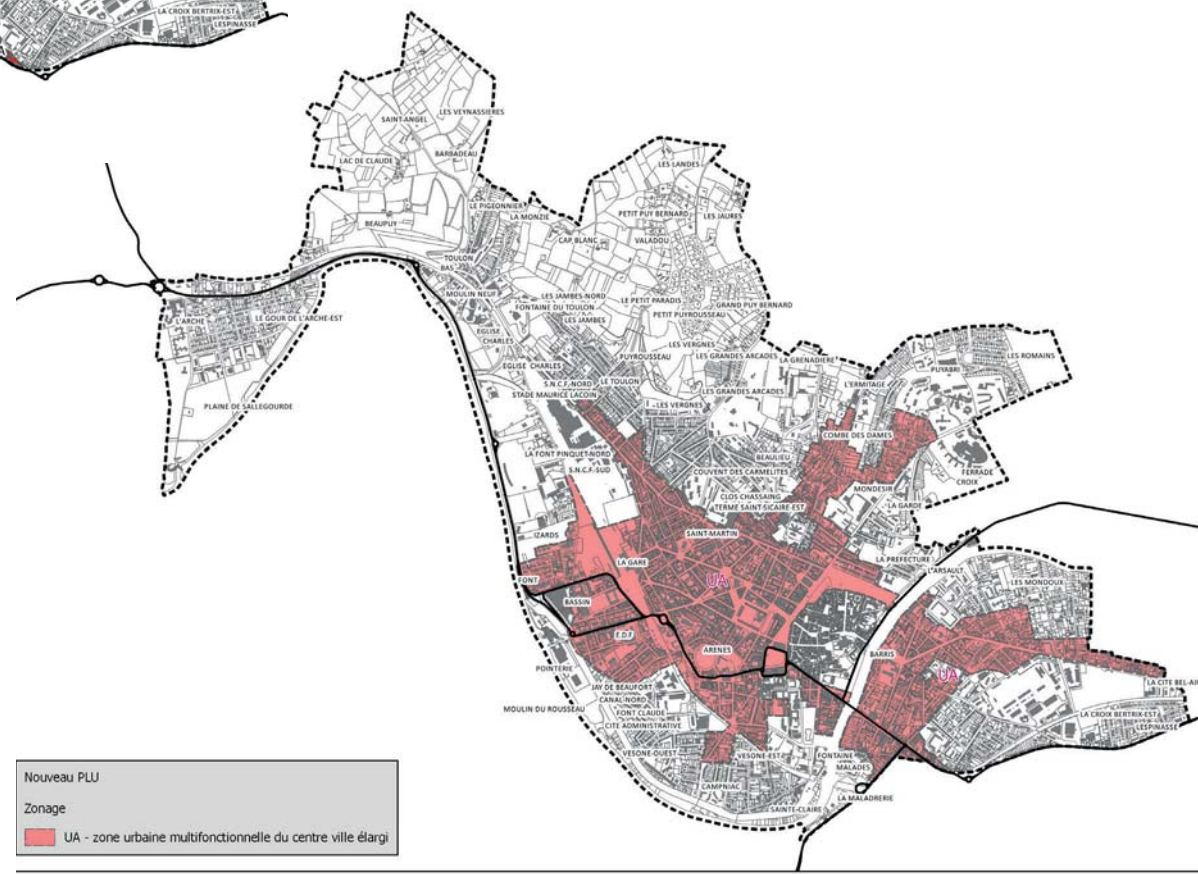 LA CROIX BERTRIX-EST
LESPINASSE
LES VEYNASSIERES
SAINT-ANGEL
BARBADEAU
LAC DE CLAUDE
LES LANDES
LE PIGEONNIER
LA MONZIE
PETIT PUY BERNARD
LES JAURES
BEAUPUY
CAP BLANC
VALADOU
TOULON
BAS
MOULIN NEUF
LES JAMBES-NORD
LE PETIT PARADIS
GRAND PUY BERNARD
FONTAINE DU TOULON
PETIT PUYROUSSEAU
L'ARCHE
LE GOUR DE L'ARCHE-EST
LES JAMBES
EGLISE
CHARLES
LES VERGNES
PUYROUSSEAU
LES GRANDES ARCADES
LA GRENADIERE
LES ROMAINS
EGLISE CHARLES
PUYABRI
S.N.C.F.-NORD
LE TOULON
L'ERMITAGE
STADE MAURICE LACOIN
LES GRANDES ARCADES
PLAINE DE SALLEGOURDE
LES VERGNES
COMBE DES DAMES
LA FONT PINQUET-NORD
BEAULIEU
S.N.C.F.-SUD
COUVENT DES CARMELITES
FERRADE
CROIX
MONDESIR
CLOS CHASSAING
LA GARDE
TERME SAINT-SICAIRE-EST
IZARDS
SAINT-MARTIN
LA PREFECTURE
LA GARE
L'ARSAULT
FONT
UA
LES MONDOUX
BASSIN
E.D.F
ARENES
BARRIS
POINTERIE
UA
JAY DE BEAUFORT
LA CITE BEL-AI
CANAL-NORD
MOULIN DU ROUSSEAU
FONT CLAUDE
LA CROIX BERTRIX-EST
CITE ADMINISTRATIVE
LESPINASSE
VESONE-OUEST
VESONE-EST
FONTAINE
MALADES
CAMPNIAC
LA MALADRERIE
SAINTE-CLAIRE
Nouveau PLU
Zonage
UA - zone urbaine multifonctionnelle du centre ville élargi